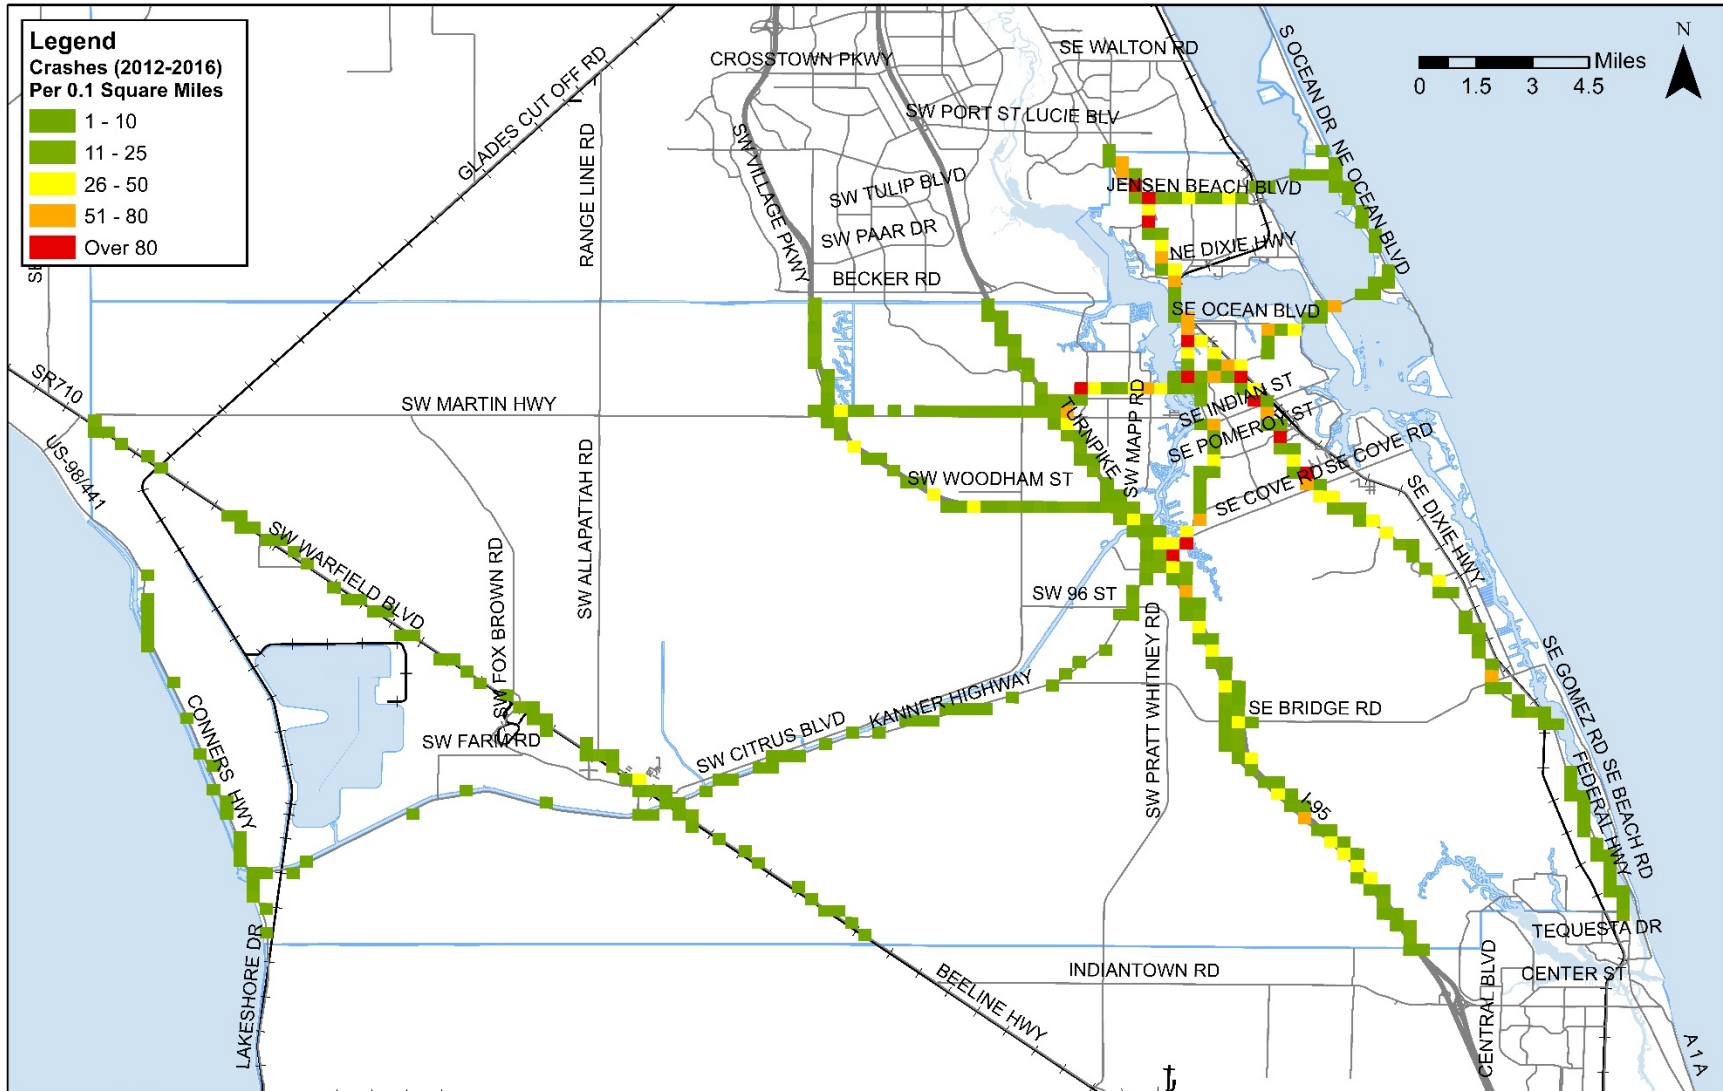 Legend
Crashes (2012-2016)
Per 0.1 Square Miles
1 - 10
11 - 25
26 - 50
51 - 80
Over 80
Miles
0 1.5 3 4.5
N
SE WALTON RD
CROSSTOWN PKWY
S OCEAN DR
GLADES CUT OFF RD
SW PORT ST LUCIE BLV
RANGE LINE RD
SW VILLAGE PKWY
SW TULIP BLVD
JENSEN BEACH BLVD
NE OCEAN BLVD
SW PAAR DR
NE DIXIE HWY
BECKER RD
SE OCEAN BLVD
SR710
SW MARTIN HWY
TURNPIKE
SW MAPP RD
SE INDIAN ST
SE POMEROY ST
US-98/441
SW ALLAPATTAH RD
SW WOODHAM ST
SE COVE RD
SE COVE RD
SE DIXIE HWY
SW WARFIELD BLVD
SW FOX BROWN RD
SW 96 ST
SW PRATT WHITNEY RD
SE GOMEZ RD
SE BEACH RD
CONNERS HWY
SW FARM RD
SW CITRUS BLVD
KANNER HIGHWAY
SE BRIDGE RD
I-95
FEDERAL HWY
LAKESHORE DR
TEQUESTA DR
BEELINE HWY
INDIANTOWN RD
CENTRAL BLVD
CENTER ST
A 1 A